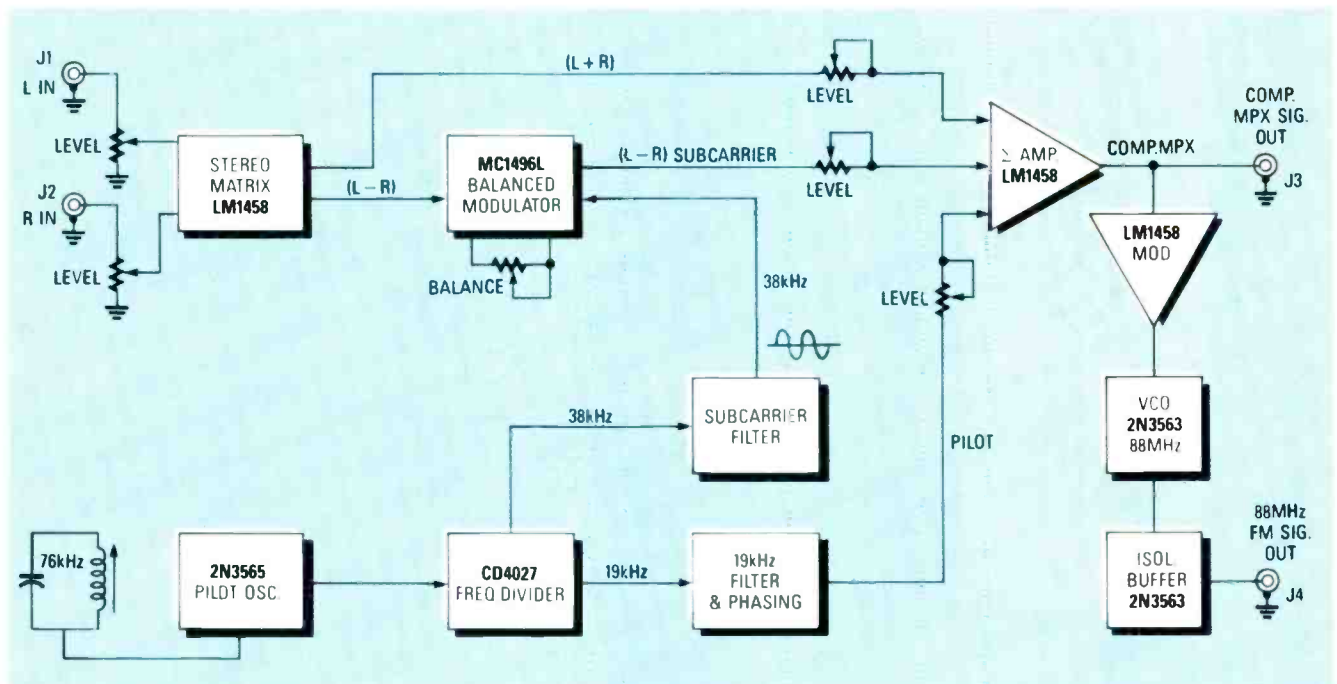 J1
L IN
LEVEL
J2
R IN
LEVEL
STEREO
MATRIX
LM1458
(L+R)
(L−R)
MC1496L
BALANCED
MODULATOR
BALANCE
(L−R) SUBCARRIER
LEVEL
LEVEL
LEVEL
Σ AMP.
LM1458
COMP.MPX
COMP.
MPX SIG.
OUT
J3
LM1458
MOD
38kHz
SUBCARRIER
FILTER
38kHz
PILOT
VCO
2N3563
88MHz
76kHz
2N3565
PILOT OSC.
CD4027
FREQ DIVIDER
19kHz
19kHz
FILTER
& PHASING
ISOL.
BUFFER
2N3563
88MHz
FM SIG.
OUT
J4